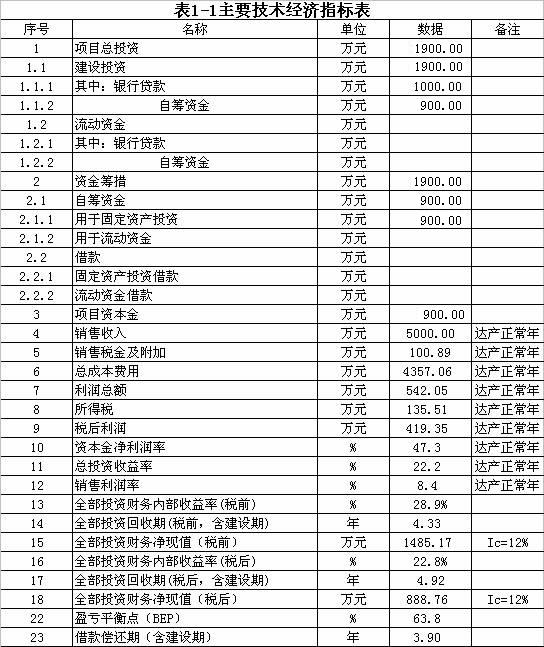 表1-1主要技术经济指标表
序号 名称 单位 数据 备注
1 项目总投资 万元 1900.00
1.1 建设投资 万元 1900.00
1.1.1 其中：银行贷款 万元 1000.00
1.1.2 自筹资金 万元 900.00
1.2 流动资金 万元
1.2.1 其中：银行贷款 万元
1.2.2 自筹资金 万元
2 资金筹措 万元 1900.00
2.1 自筹资金 万元 900.00
2.1.1 用于固定资产投资 万元 900.00
2.1.2 用于流动资金 万元
2.2 借款 万元
2.2.1 固定资产投资借款 万元
2.2.2 流动资金借款 万元
3 项目资本金 万元 900.00
4 销售收入 万元 5000.00 达产正常年
5 销售税金及附加 万元 100.89 达产正常年
6 总成本费用 万元 4357.06 达产正常年
7 利润总额 万元 542.05 达产正常年
8 所得税 万元 135.51 达产正常年
9 税后利润 万元 419.35 达产正常年
10 资本金净利润率 % 47.3 达产正常年
11 总投资收益率 % 22.2 达产正常年
12 销售利润率 % 8.4 达产正常年
13 全部投资财务内部收益率(税前) % 28.9%
14 全部投资回收期(税前，含建设期) 年 4.33
15 全部投资财务净现值（税前） 万元 1485.17 Ic=12%
16 全部投资财务内部收益率(税后) % 22.8%
17 全部投资回收期(税后，含建设期) 年 4.92
18 全部投资财务净现值（税后） 万元 888.76 Ic=12%
22 盈亏平衡点（BEP） % 63.8
23 借款偿还期（含建设期） 年 3.90